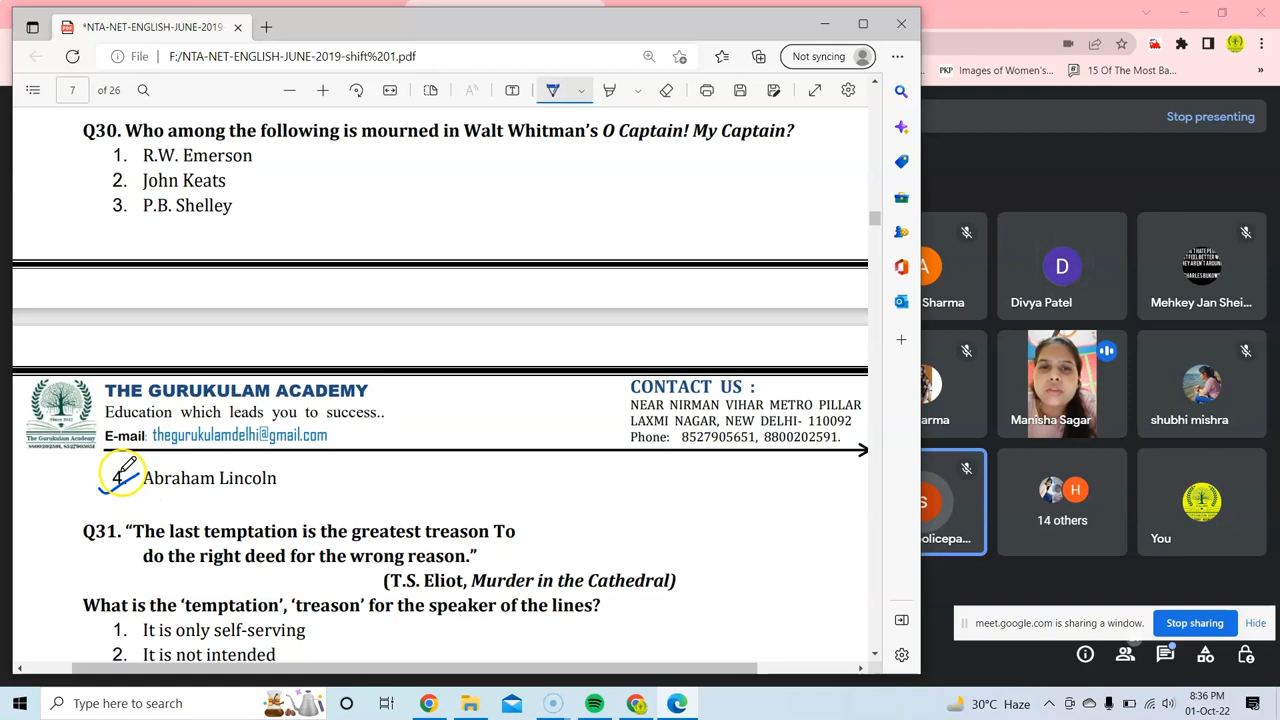 *NTA-NET-ENGLISH-JUNE-2019-
File
F:/NTA-NET-ENGLISH-JUNE-2019-shift%201.pdf
Not syncing
PKP
Images of Women's...
15 Of The Most Ba...
7 of 26
Stop presenting
Q30. Who among the following is mourned in Walt Whitman's O Captain! My Captain?
1. R.W. Emerson
2. John Keats
3. P.B. Shelley
THE GURUKULAM ACADEMY
Education which leads you to success..
E-mail: thegurukulamdelhi@gmail.com
CONTACT US :
NEAR NIRMAN VIHAR METRO PILLAR
LAXMI NAGAR, NEW DELHI- 110092
Phone: 8527905651, 8800202591.
4. Abraham Lincoln
Q31. “The last temptation is the greatest treason To
do the right deed for the wrong reason.”
(T.S. Eliot, Murder in the Cathedral)
What is the ‘temptation’, ‘treason’ for the speaker of the lines?
1. It is only self-serving
2. It is not intended
A
Sharma
D
Divya Patel
Mehkey Jan Shei...
arma
Manisha Sagar
shubhi mishra
S
olicepa...
H
14 others
You
meet.google.com is sharing a window.
Stop sharing
Hide
Type here to search
30°C Haze
8:36 PM
01-Oct-22